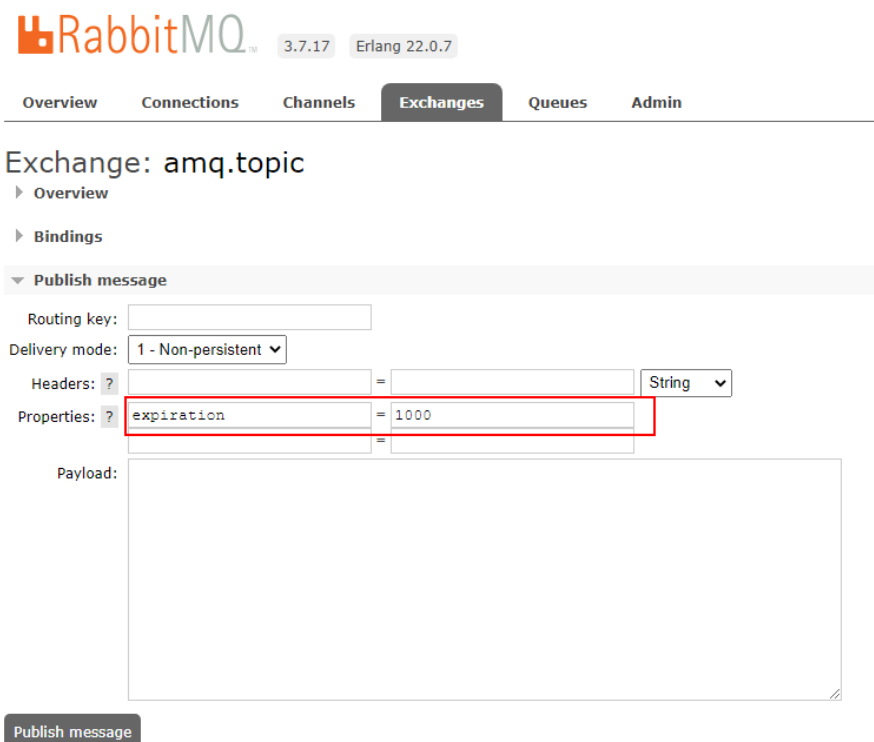 RabbitMQ TM 3.7.17 Erlang 22.0.7
Overview Connections Channels Exchanges Queues Admin
Exchange: amq.topic
Overview
Bindings
Publish message
Routing key:
Delivery mode: 1 - Non-persistent
Headers: ? = String
Properties: ? expiration = 1000
=
Payload:
Publish message